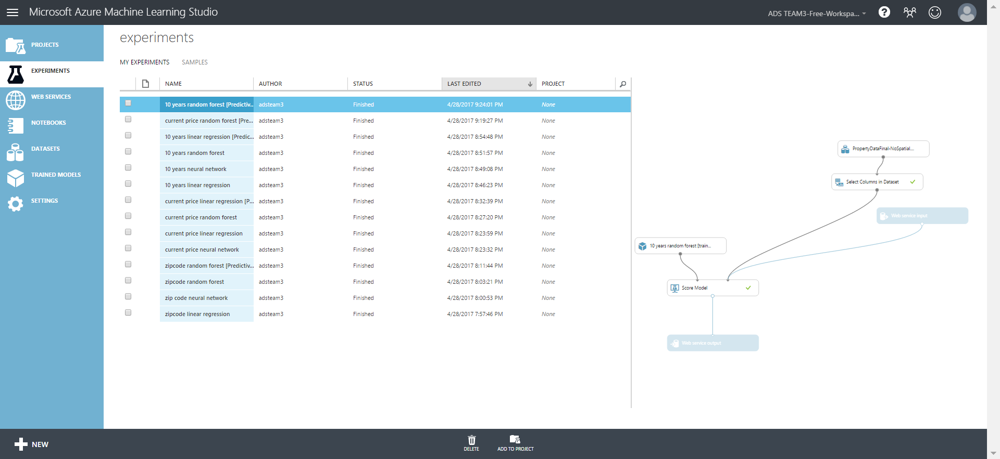 Microsoft Azure Machine Learning Studio
ADS TEAM3-Free-Workspa...
PROJECTS
EXPERIMENTS
WEB SERVICES
NOTEBOOKS
DATASETS
TRAINED MODELS
SETTINGS
experiments
MY EXPERIMENTS SAMPLES
NAME AUTHOR STATUS LAST EDITED PROJECT
10 years random forest [Predictiv... adsteam3 Finished 4/28/2017 9:24:01 PM None
current price random forest [Pre... adsteam3 Finished 4/28/2017 9:19:27 PM None
10 years linear regression [Predic... adsteam3 Finished 4/28/2017 8:54:48 PM None
10 years random forest adsteam3 Finished 4/28/2017 8:51:57 PM None
10 years neural network adsteam3 Finished 4/28/2017 8:49:08 PM None
10 years linear regression adsteam3 Finished 4/28/2017 8:46:23 PM None
current price linear regression [P... adsteam3 Finished 4/28/2017 8:32:39 PM None
current price random forest adsteam3 Finished 4/28/2017 8:27:20 PM None
current price linear regression adsteam3 Finished 4/28/2017 8:23:59 PM None
current price neural network adsteam3 Finished 4/28/2017 8:23:32 PM None
zipcode random forest [Predictiv... adsteam3 Finished 4/28/2017 8:11:44 PM None
zipcode random forest adsteam3 Finished 4/28/2017 8:03:21 PM None
zip code neural network adsteam3 Finished 4/28/2017 8:00:53 PM None
zipcode linear regression adsteam3 Finished 4/28/2017 7:57:46 PM None
PropertyDataFinal-NoSpatial....
Select Columns in Dataset
Web service input
10 years random forest [train...
Score Model
Web service output
NEW
DELETE
ADD TO PROJECT